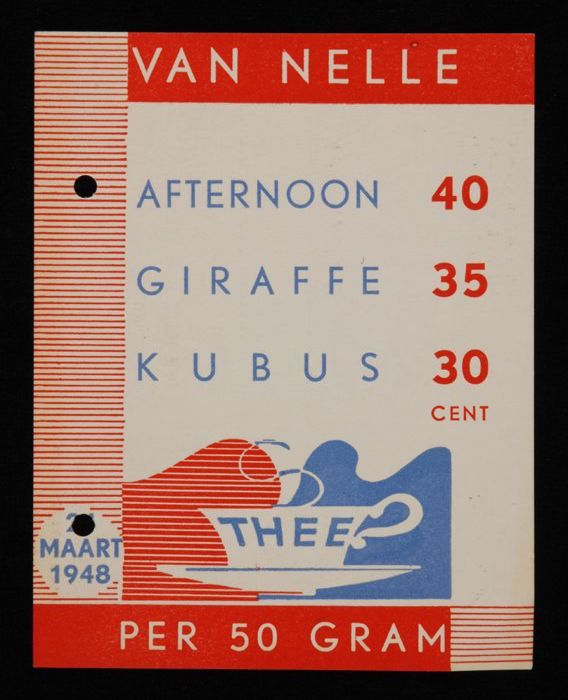 VAN NELLE
AFTERNOON 40
GIRAFFE 35
KUBUS 30
CENT
THEE
MAART
1948
PER 50 GRAM